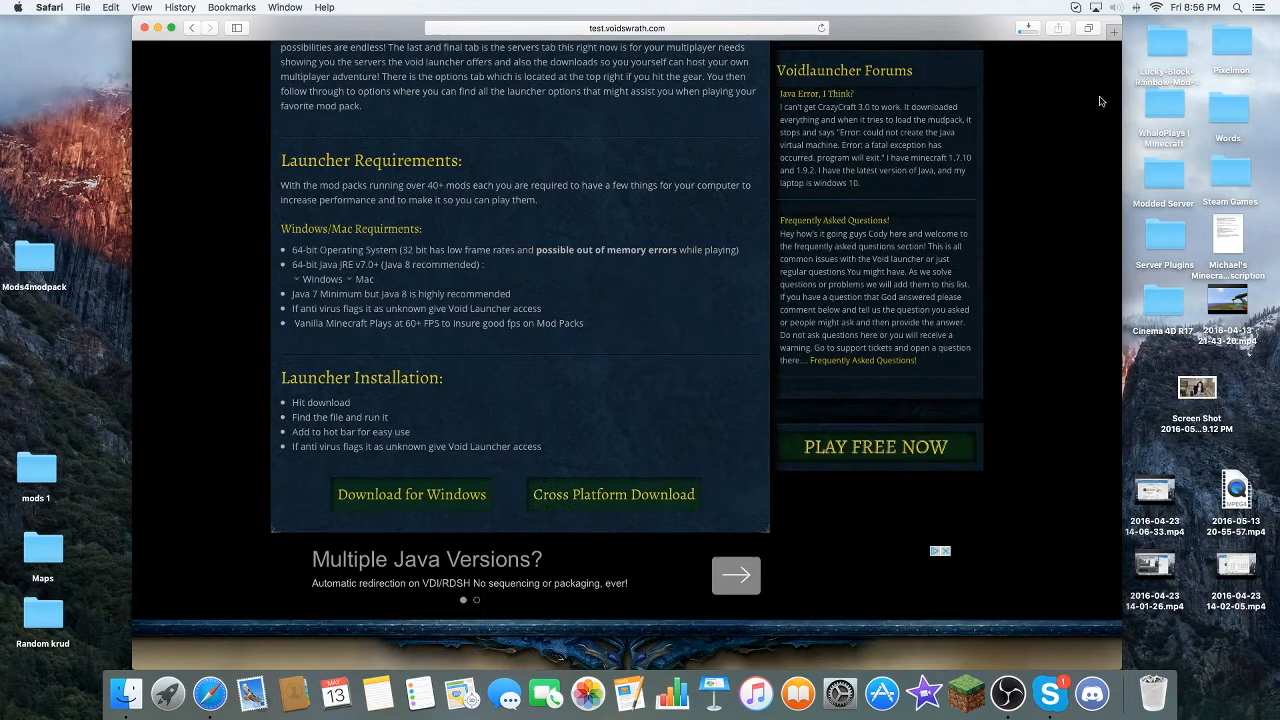 Safari File Edit View History Bookmarks Window Help
Fri 8:56 PM
test.voidswrath.com
possibilities are endless! The last and final tab is the servers tab this right now is for your multiplayer needs
showing you the servers the void launcher offers and also the downloads so you yourself can host your own
multiplayer adventure! There is the options tab which is located at the top right if you hit the gear. You then
follow through to options where you can find all the launcher options that might assist you when playing your
favorite mod pack.
Launcher Requirements:
With the mod packs running over 40+ mods each you are required to have a few things for your computer to
increase performance and to make it so you can play them.
Windows/Mac Requirments:
64-bit Operating System (32 bit has low frame rates and possible out of memory errors while playing)
64-bit Java JRE v7.0+ (Java 8 recommended) :
Windows Mac
Java 7 Minimum but Java 8 is highly recommended
If anti virus flags it as unknown give Void Launcher access
Vanilla Minecraft Plays at 60+ FPS to insure good fps on Mod Packs
Launcher Installation:
Hit download
Find the file and run it
Add to hot bar for easy use
If anti virus flags it as unknown give Void Launcher access
Download for Windows
Cross Platform Download
Voidlauncher Forums
Java Error, I Think?
I can't get CrazyCraft 3.0 to work. It downloaded
everything and when it tries to load the mudpack, it
stops and says "Error: could not create the Java
virtual machine. Error: a fatal exception has
occurred, program will exit." I have minecraft 1.7.10
and 1.9.2. I have the latest version of Java, and my
laptop is windows 10.
Frequently Asked Questions!
Hey how's it going guys Cody here and welcome to
the frequently asked questions section! This is all
common issues with the Void launcher or just
regular questions You might have. As we solve
questions or problems we will add them to this list.
If you have a question that God answered please
comment below and tell us the question you asked
or people might ask and then provide the answer.
Do not ask questions here or you will receive a
warning. Go to support tickets and open a question
there.... Frequently Asked Questions!
PLAY FREE NOW
Multiple Java Versions?
Automatic redirection on VDI/RDSH No sequencing or packaging, ever!
Mods4modpack
mods 1
Maps
Random krud
Lucky-Block-
Rainbow-Mod-1
Pixelmon
WhaloPlays |
Minecraft
Words
Modded Server
Steam Games
Server Plugins
Michael's
Minecra...scription
Cinema 4D R17
2016-04-13
21-43-20.mp4
Screen Shot
2016-05...9.12 PM
2016-04-23
14-06-33.mp4
2016-05-13
20-55-57.mp4
MPEG4
2016-04-23
14-01-26.mp4
2016-04-23
14-02-05.mp4
MAY
13
1